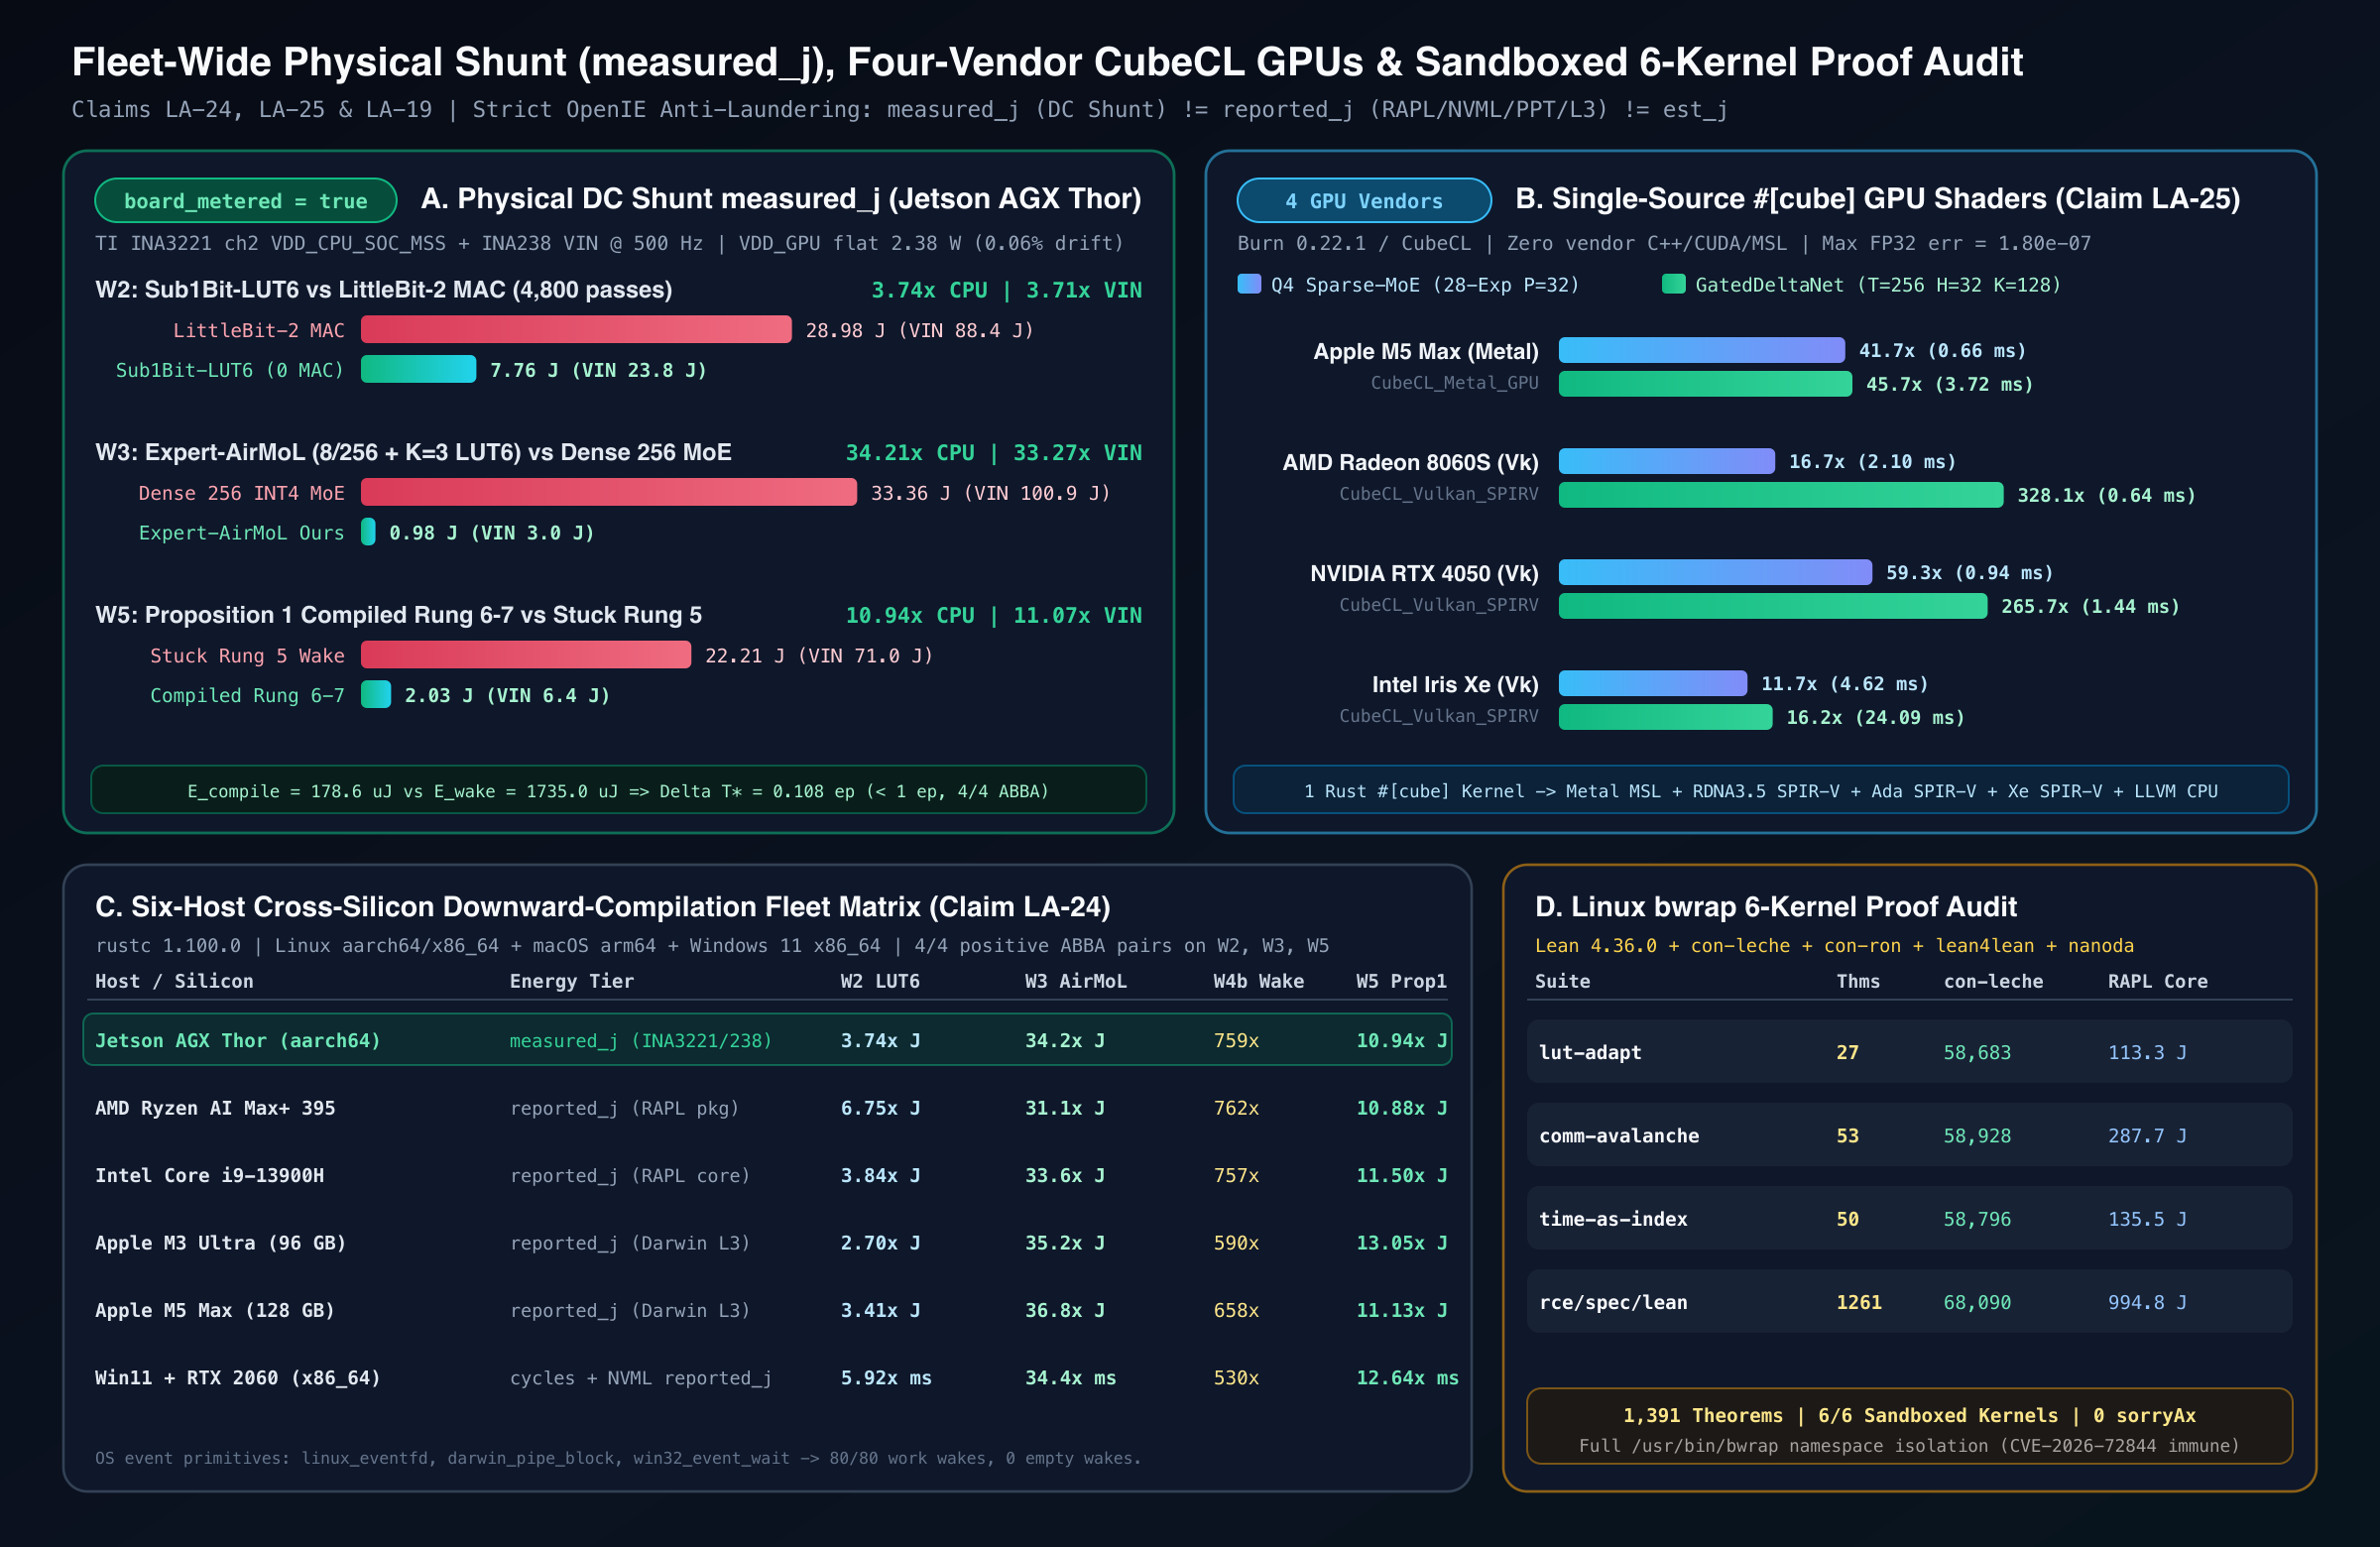 Fleet-Wide Physical Shunt (measured_j), Four-Vendor CubeCL GPUs & Sandboxed 6-Kernel Proof Audit
Claims LA-24, LA-25 & LA-19 | Strict OpenIE Anti-Laundering: measured_j (DC Shunt) != reported_j (RAPL/NVML/PPT/L3) != est_j
board_metered = true
A. Physical DC Shunt measured_j (Jetson AGX Thor)
TI INA3221 ch2 VDD_CPU_SOC_MSS + INA238 VIN @ 500 Hz | VDD_GPU flat 2.38 W (0.06% drift)
W2: Sub1Bit-LUT6 vs LittleBit-2 MAC (4,800 passes) 3.74x CPU | 3.71x VIN
LittleBit-2 MAC 28.98 J (VIN 88.4 J)
Sub1Bit-LUT6 (0 MAC) 7.76 J (VIN 23.8 J)
W3: Expert-AirMoL (8/256 + K=3 LUT6) vs Dense 256 MoE 34.21x CPU | 33.27x VIN
Dense 256 INT4 MoE 33.36 J (VIN 100.9 J)
Expert-AirMoL Ours 0.98 J (VIN 3.0 J)
W5: Proposition 1 Compiled Rung 6-7 vs Stuck Rung 5 10.94x CPU | 11.07x VIN
Stuck Rung 5 Wake 22.21 J (VIN 71.0 J)
Compiled Rung 6-7 2.03 J (VIN 6.4 J)
E_compile = 178.6 uJ vs E_wake = 1735.0 uJ => Delta T* = 0.108 ep (< 1 ep, 4/4 ABBA)
4 GPU Vendors
B. Single-Source #[cube] GPU Shaders (Claim LA-25)
Burn 0.22.1 / CubeCL | Zero vendor C++/CUDA/MSL | Max FP32 err = 1.80e-07
Q4 Sparse-MoE (28-Exp P=32) GatedDeltaNet (T=256 H=32 K=128)
Apple M5 Max (Metal) 41.7x (0.66 ms)
CubeCL_Metal_GPU 45.7x (3.72 ms)
AMD Radeon 8060S (Vk) 16.7x (2.10 ms)
CubeCL_Vulkan_SPIRV 328.1x (0.64 ms)
NVIDIA RTX 4050 (Vk) 59.3x (0.94 ms)
CubeCL_Vulkan_SPIRV 265.7x (1.44 ms)
Intel Iris Xe (Vk) 11.7x (4.62 ms)
CubeCL_Vulkan_SPIRV 16.2x (24.09 ms)
1 Rust #[cube] Kernel -> Metal MSL + RDNA3.5 SPIR-V + Ada SPIR-V + Xe SPIR-V + LLVM CPU
C. Six-Host Cross-Silicon Downward-Compilation Fleet Matrix (Claim LA-24)
rustc 1.100.0 | Linux aarch64/x86_64 + macOS arm64 + Windows 11 x86_64 | 4/4 positive ABBA pairs on W2, W3, W5
Host / Silicon Energy Tier W2 LUT6 W3 AirMoL W4b Wake W5 Prop1
Jetson AGX Thor (aarch64) measured_j (INA3221/238) 3.74x J 34.2x J 759x 10.94x J
AMD Ryzen AI Max+ 395 reported_j (RAPL pkg) 6.75x J 31.1x J 762x 10.88x J
Intel Core i9-13900H reported_j (RAPL core) 3.84x J 33.6x J 757x 11.50x J
Apple M3 Ultra (96 GB) reported_j (Darwin L3) 2.70x J 35.2x J 590x 13.05x J
Apple M5 Max (128 GB) reported_j (Darwin L3) 3.41x J 36.8x J 658x 11.13x J
Win11 + RTX 2060 (x86_64) cycles + NVML reported_j 5.92x ms 34.4x ms 530x 12.64x ms
OS event primitives: linux_eventfd, darwin_pipe_block, win32_event_wait -> 80/80 work wakes, 0 empty wakes.
D. Linux bwrap 6-Kernel Proof Audit
Lean 4.36.0 + con-leche + con-ron + lean4lean + nanoda
Suite Thms con-leche RAPL Core
lut-adapt 27 58,683 113.3 J
comm-avalanche 53 58,928 287.7 J
time-as-index 50 58,796 135.5 J
rce/spec/lean 1261 68,090 994.8 J
1,391 Theorems | 6/6 Sandboxed Kernels | 0 sorryAx
Full /usr/bin/bwrap namespace isolation (CVE-2026-72844 immune)